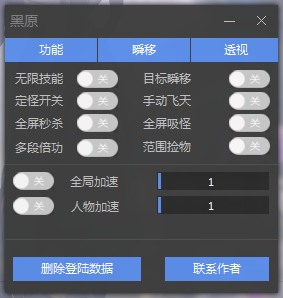 黑原
功能 瞬移 透视
无限技能 关 目标瞬移 关
定怪开关 关 手动飞天 关
全屏秒杀 关 全屏吸怪 关
多段倍功 关 范围捡物 关
关 全局加速 1
关 人物加速 1
删除登陆数据 联系作者